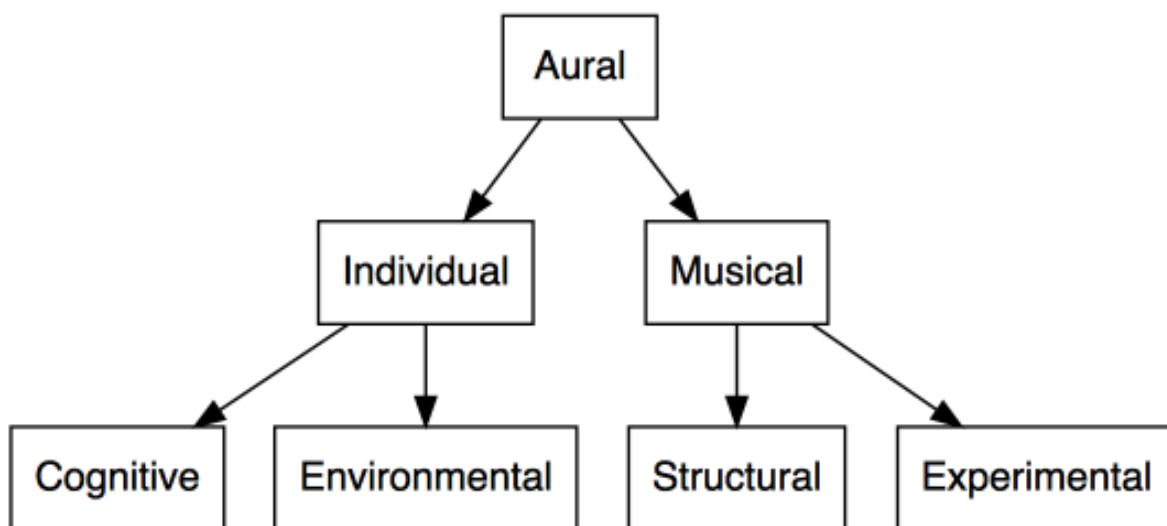 Aural
Individual
Musical
Cognitive
Environmental
Structural
Experimental